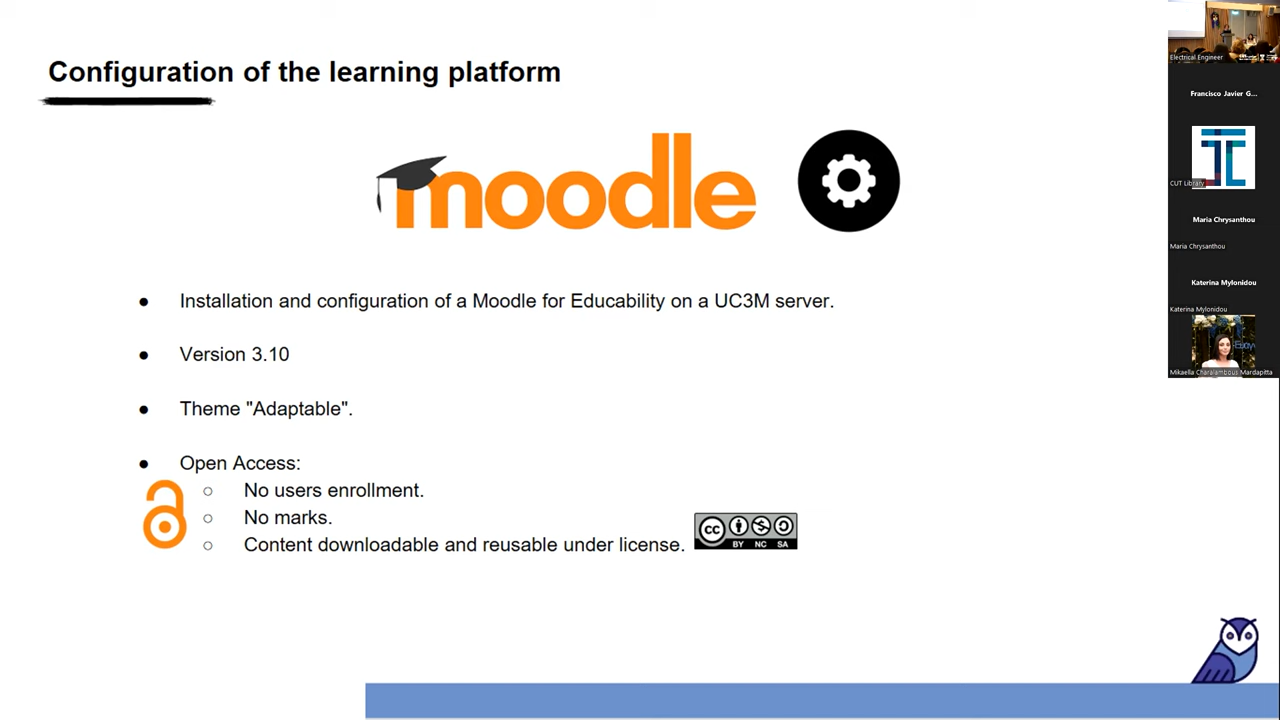 Configuration of the learning platform
moodle
● Installation and configuration of a Moodle for Educability on a UC3M server.
● Version 3.10
● Theme "Adaptable".
● Open Access:
○ No users enrollment.
○ No marks.
○ Content downloadable and reusable under license.
cc
BY NC SA
Electrical Engineer
Francisco Javier G...
CUT Library
Maria Chrysanthou
Maria Chrysanthou
Katerina Mylonidou
Katerina Mylonidou
Mikaella Charalambous Mardapitta